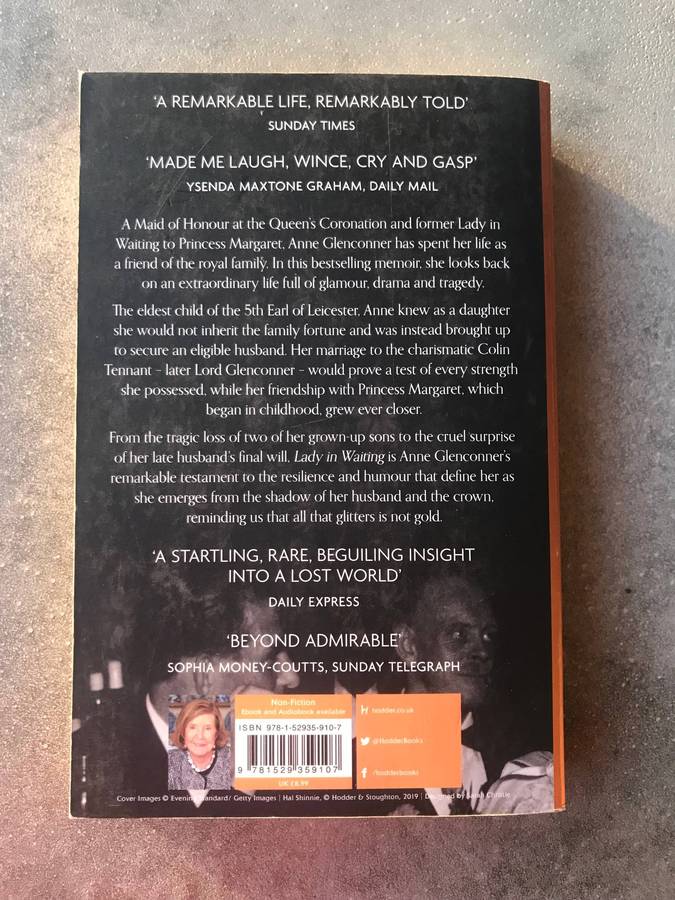 ‘A REMARKABLE LIFE, REMARKABLY TOLD’
SUNDAY TIMES
‘MADE ME LAUGH, WINCE, CRY AND GASP’
YSENDA MAXTONE GRAHAM, DAILY MAIL
A Maid of Honour at the Queen's Coronation and former Lady in
Waiting to Princess Margaret, Anne Glenconner has spent her life as
a friend of the royal family. In this bestselling memoir, she looks back
on an extraordinary life full of glamour, drama and tragedy.
The eldest child of the 5th Earl of Leicester, Anne knew as a daughter
she would not inherit the family fortune and was instead brought up
to secure an eligible husband. Her marriage to the charismatic Colin
Tennant – later Lord Glenconner – would prove a test of every strength
she possessed, while her friendship with Princess Margaret, which
began in childhood, grew ever closer.
From the tragic loss of two of her grown-up sons to the cruel surprise
of her late husband's final will, Lady in Waiting is Anne Glenconner's
remarkable testament to the resilience and humour that define her as
she emerges from the shadow of her husband and the crown,
reminding us that all that glitters is not gold.
‘A STARTLING, RARE, BEGUILING INSIGHT
INTO A LOST WORLD’
DAILY EXPRESS
‘BEYOND ADMIRABLE’
SOPHIA MONEY-COUTTS, SUNDAY TELEGRAPH
Non-Fiction
Ebook and Audiobook available
ISBN 978-1-52935-910-7
9 781529 359107
UK £8.99
hodder.co.uk
@HodderBooks
/hodderbooks
Cover Images © Evening Standard/ Getty Images | Hal Shinnie, © Hodder & Stoughton, 2019 | Designed by Sarah Christie